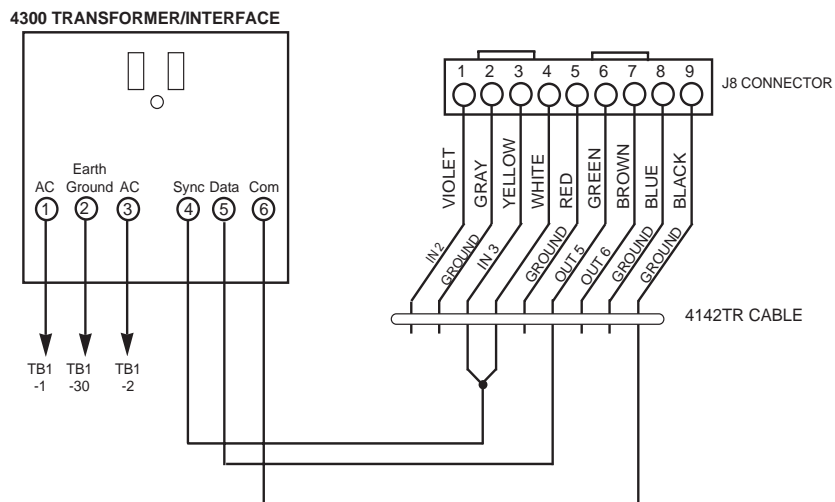 4300 TRANSFORMER/INTERFACE
AC
Earth
Ground
AC
Sync
Data
Com
1
2
3
4
5
6
TB1
-1
TB1
-30
TB1
-2
1 2 3 4 5 6 7 8 9
J8 CONNECTOR
VIOLET
GRAY
YELLOW
WHITE
RED
GREEN
BROWN
BLUE
BLACK
IN 2
GROUND
IN 3
GROUND
OUT 5
OUT 6
GROUND
GROUND
4142TR CABLE